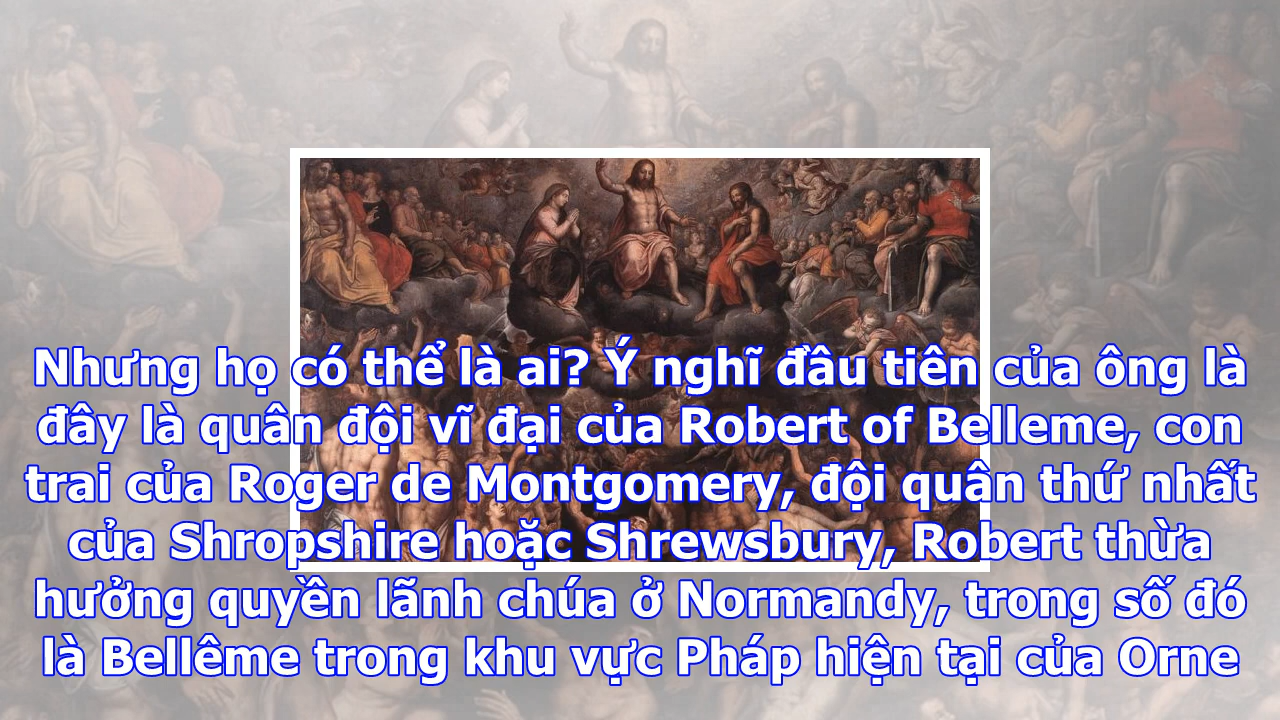 Nhưng họ có thể là ai? Ý nghĩ đầu tiên của ông là
đây là quân đội vĩ đại của Robert of Belleme, con
trai của Roger de Montgomery, đội quân thứ nhất
của Shropshire hoặc Shrewsbury, Robert thừa
hưởng quyền lãnh chúa ở Normandy, trong số đó
là Bellême trong khu vực Pháp hiện tại của Orne